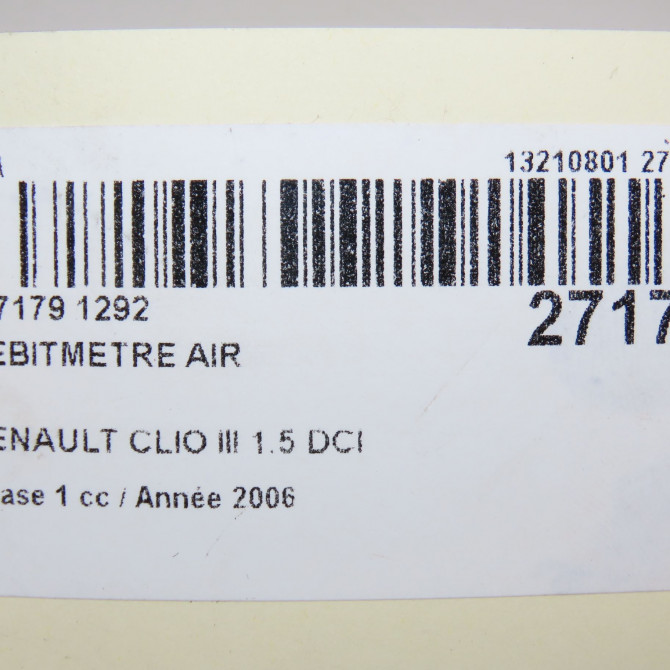 13210801 27
7179 1292
2717
EBITMETRE AIR
ENAULT CLIO III 1.5 DCI
ase 1 cc / Année 2006